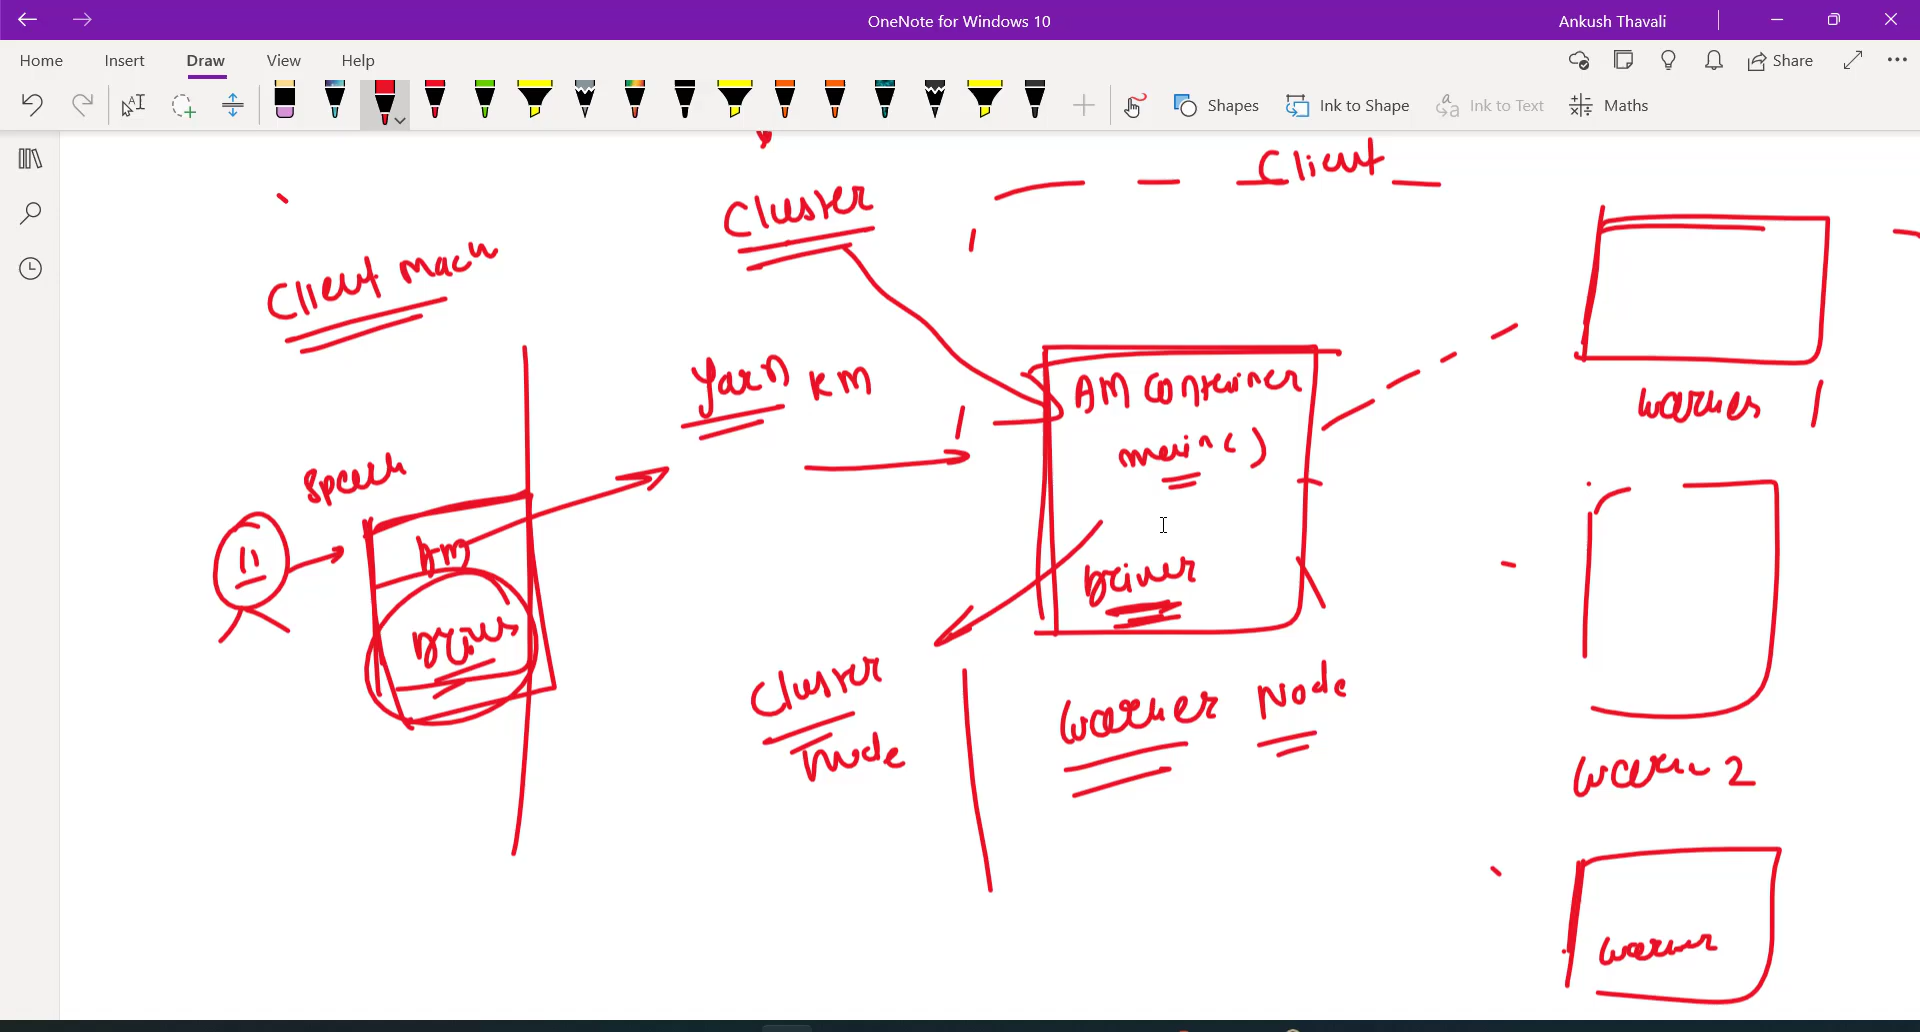 OneNote for Windows 10
Ankush Thavali
Home Insert Draw View Help
Share
Shapes
Ink to Shape
Ink to Text
Maths
Client
Cluster
Client mach
Yarn RM
AM Container
main()
Driver
Spark
AM
Driver
Cluster
node
Worker Node
Worker 1
Worker 2
Worker